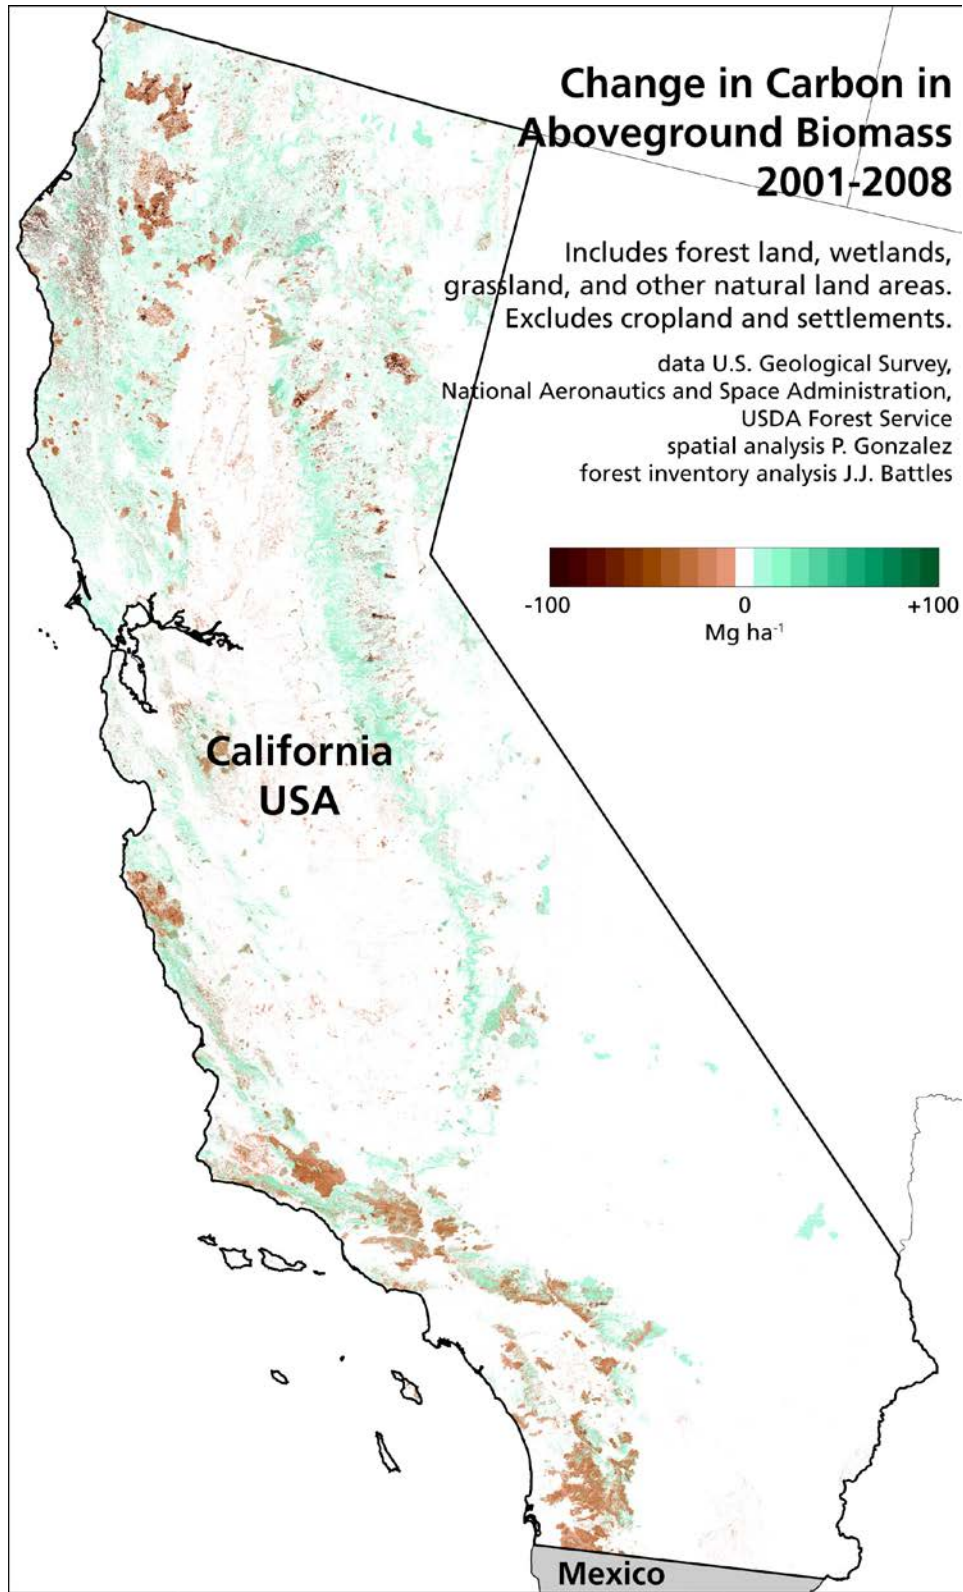 Change in Carbon in
Aboveground Biomass
2001-2008
Includes forest land, wetlands,
grassland, and other natural land areas.
Excludes cropland and settlements.
data U.S. Geological Survey,
National Aeronautics and Space Administration,
USDA Forest Service
spatial analysis P. Gonzalez
forest inventory analysis J.J. Battles
-100 0 +100
Mg ha⁻¹
California
USA
Mexico